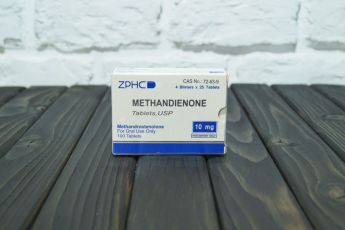 ZPHC
CAS No.: 72-63-9
4 Blisters x 25 Tablets
METHANDIENONE
Tablets, USP
Methandrostenolone
For Oral Use Only
100 Tablets
10 mg